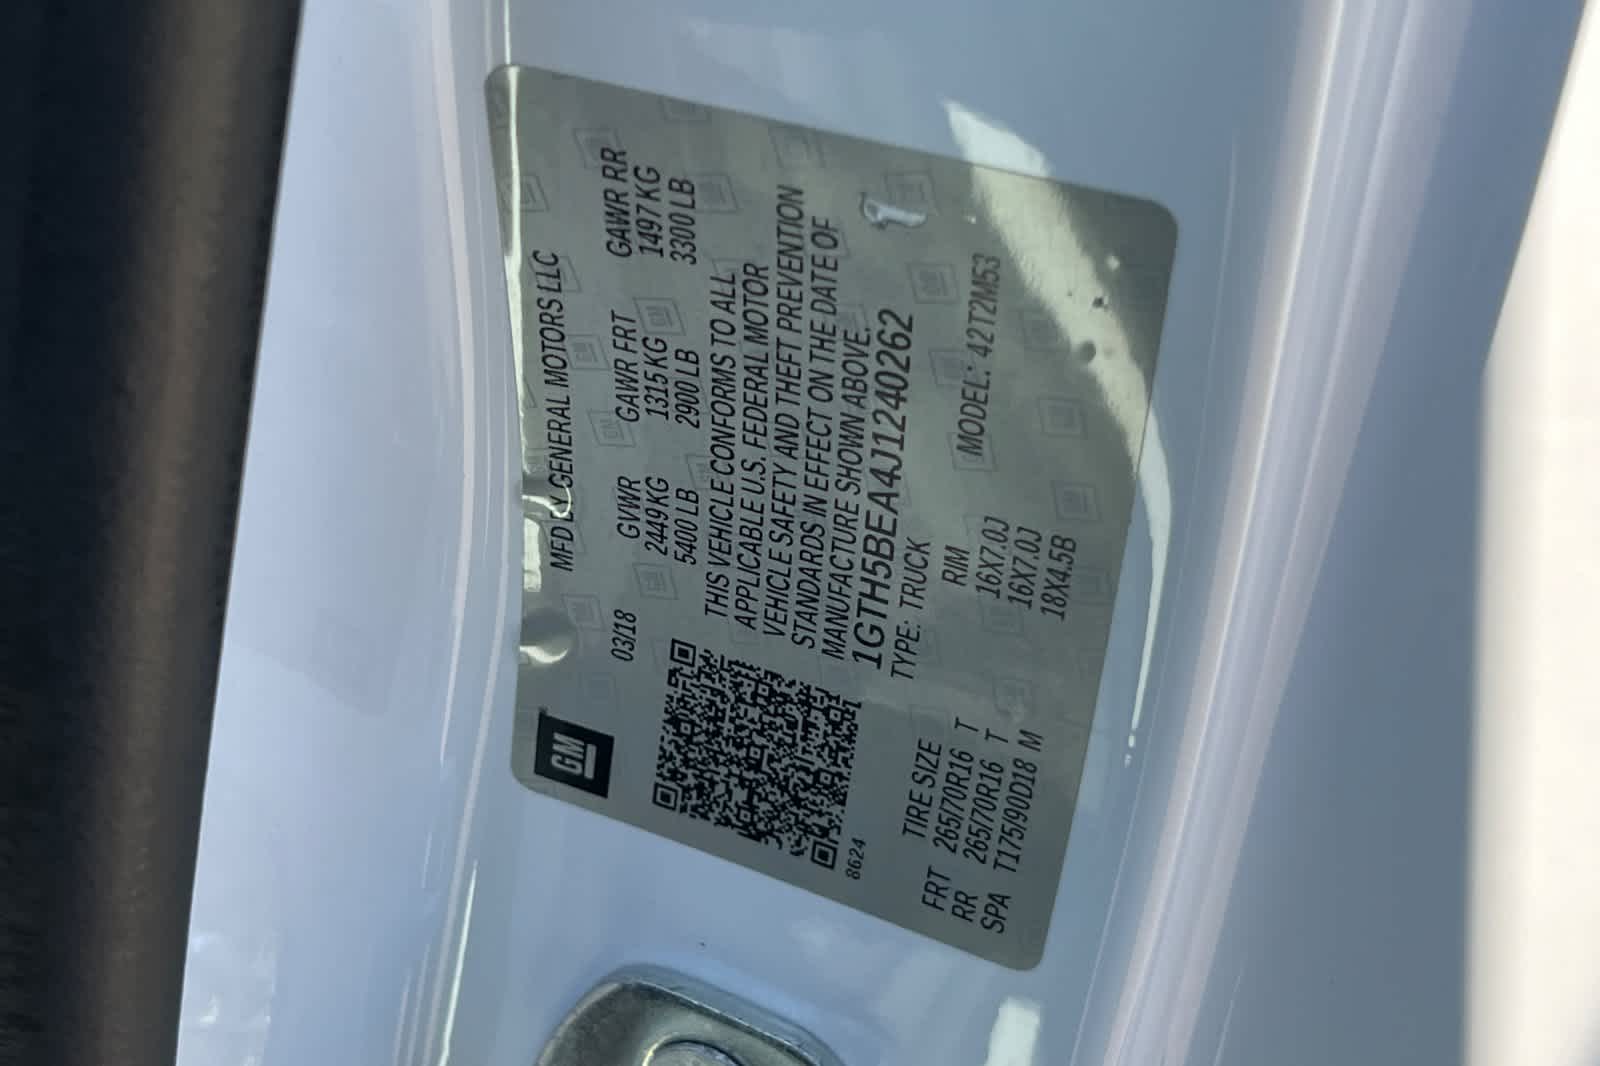 GM
MFD BY GENERAL MOTORS LLC
03/18 GVWR GAWR FRT GAWR RR
2449 KG 1315 KG 1497 KG
5400 LB 2900 LB 3300 LB
THIS VEHICLE CONFORMS TO ALL
APPLICABLE U.S. FEDERAL MOTOR
VEHICLE SAFETY AND THEFT PREVENTION
STANDARDS IN EFFECT ON THE DATE OF
MANUFACTURE SHOWN ABOVE.
1GTH5BEA4J1240262
8624
TYPE: TRUCK MODEL: 42T2M53
TIRE SIZE RIM
FRT 265/70R16 T 16X7.0J
RR 265/70R16 T 16X7.0J
SPA T175/90D18 M 18X4.5B